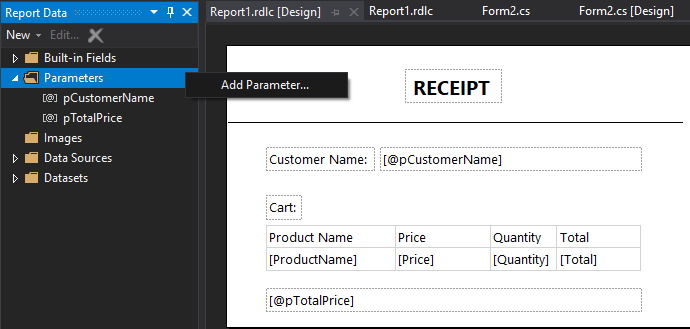 Report Data
New Edit...
Built-in Fields
Parameters
[@] pCustomerName
[@] pTotalPrice
Images
Data Sources
Datasets
Add Parameter...
Report1.rdlc [Design] Report1.rdlc Form2.cs Form2.cs [Design]
RECEIPT
Customer Name: [@pCustomerName]
Cart:
Product Name Price Quantity Total
[ProductName] [Price] [Quantity] [Total]
[@pTotalPrice]